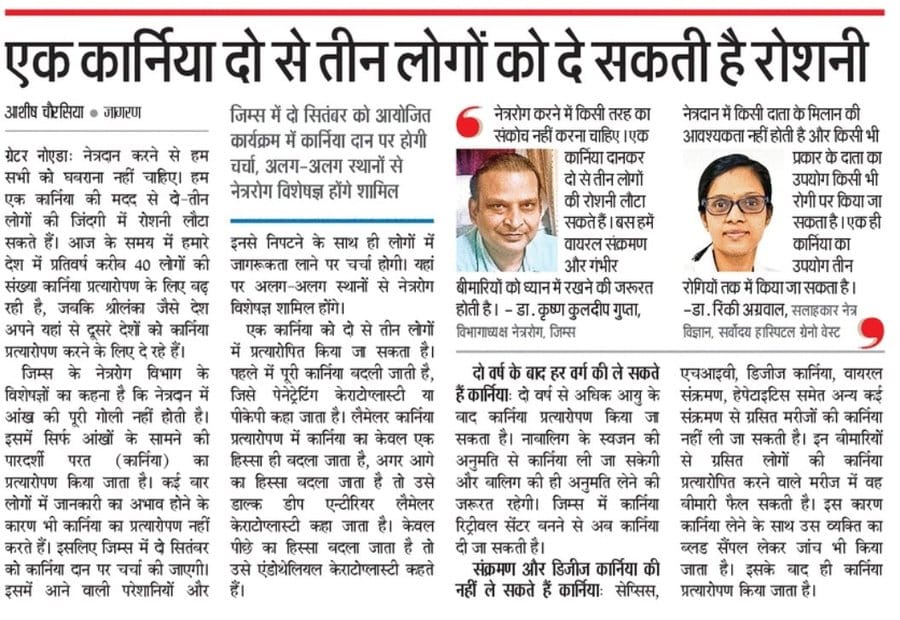 एक कार्निया दो से तीन लोगों को दे सकती है रोशनी
आशीष चौरसिया ● जागरण
ग्रेटर नोएडाः नेत्रदान करने से हम
सभी को घबराना नहीं चाहिए। हम
एक कार्निया की मदद से दो-तीन
लोगों की जिंदगी में रोशनी लौटा
सकते हैं। आज के समय में हमारे
देश में प्रतिवर्ष करीब 40 लोगों की
संख्या कार्निया प्रत्यारोपण के लिए बढ़
रही है, जबकि श्रीलंका जैसे देश
अपने यहां से दूसरे देशों को कार्निया
प्रत्यारोपण करने के लिए दे रहे हैं।
जिम्स के नेत्ररोग विभाग के
विशेषज्ञों का कहना है कि नेत्रदान में
आंख की पूरी गोली नहीं होती है।
इसमें सिर्फ आंखों के सामने की
पारदर्शी परत (कार्निया) का
प्रत्यारोपण किया जाता है। कई बार
लोगों में जानकारी का अभाव होने के
कारण भी कार्निया का प्रत्यारोपण नहीं
करते हैं। इसलिए जिम्स में दो सितंबर
को कार्निया दान पर चर्चा की जाएगी।
इसमें आने वाली परेशानियों और
जिम्स में दो सितंबर को आयोजित
कार्यक्रम में कार्निया दान पर होगी
चर्चा, अलग-अलग स्थानों से
नेत्ररोग विशेषज्ञ होंगे शामिल
इनसे निपटने के साथ ही लोगों में
जागरूकता लाने पर चर्चा होगी। यहां
पर अलग-अलग स्थानों से नेत्ररोग
विशेषज्ञ शामिल होंगे।
एक कार्निया को दो से तीन लोगों
में प्रत्यारोपित किया जा सकता है।
पहले में पूरी कार्निया बदली जाती है,
जिसे पेनेट्रेटिंग केराटोप्लास्टी या
पीकेपी कहा जाता है। लैमेलर कार्निया
प्रत्यारोपण में कार्निया का केवल एक
हिस्सा ही बदला जाता है, अगर आगे
का हिस्सा बदला जाता है तो उसे
डाल्क डीप एन्टीरियर लैमेलर
केराटोप्लास्टी कहा जाता है। केवल
पीछे का हिस्सा बदला जाता है तो
उसे एंडोथेलियल केराटोप्लास्टी कहते
हैं।
नेत्ररोग करने में किसी तरह का
संकोच नहीं करना चाहिए। एक
कार्निया दानकर
दो से तीन लोगों
की रोशनी लौटा
सकते हैं। बस हमें
वायरल संक्रमण
और गंभीर
बीमारियों को ध्यान में रखने की जरूरत
होती है। – डा. कृष्ण कुलदीप गुप्ता,
विभागाध्यक्ष नेत्ररोग, जिम्स
नेत्रदान में किसी दाता के मिलान की
आवश्यकता नहीं होती है और किसी भी
प्रकार के दाता का
उपयोग किसी भी
रोगी पर किया जा
सकता है। एक ही
कार्निया का
उपयोग तीन
रोगियों तक में किया जा सकता है।
–डा. रिंकी अग्रवाल, सलाहकार नेत्र
विज्ञान, सर्वोदय हास्पिटल ग्रेनो वेस्ट
दो वर्ष के बाद हर वर्ग की ले सकते
हैं कार्नियाः दो वर्ष से अधिक आयु के
बाद कार्निया प्रत्यारोपण किया जा
सकता है। नाबालिग के स्वजन की
अनुमति से कार्निया ली जा सकेगी
और बालिग की ही अनुमति लेने की
जरूरत रहेगी। जिम्स में कार्निया
रिट्रीवल सेंटर बनने से अब कार्निया
दी जा सकती है।
संक्रमण और डिजीज कार्निया की
नहीं ले सकते हैं कार्नियाः सेप्सिस,
एचआइवी, डिजीज कार्निया, वायरल
संक्रमण, हेपेटाइटिस समेत अन्य कई
संक्रमण से ग्रसित मरीजों की कार्निया
नहीं ली जा सकती है। इन बीमारियों
से ग्रसित लोगों की कार्निया
प्रत्यारोपित करने वाले मरीज में वह
बीमारी फैल सकती है। इस कारण
कार्निया लेने के साथ उस व्यक्ति का
ब्लड सैंपल लेकर जांच भी किया
जाता है। इसके बाद ही कार्निया
प्रत्यारोपण किया जाता है।